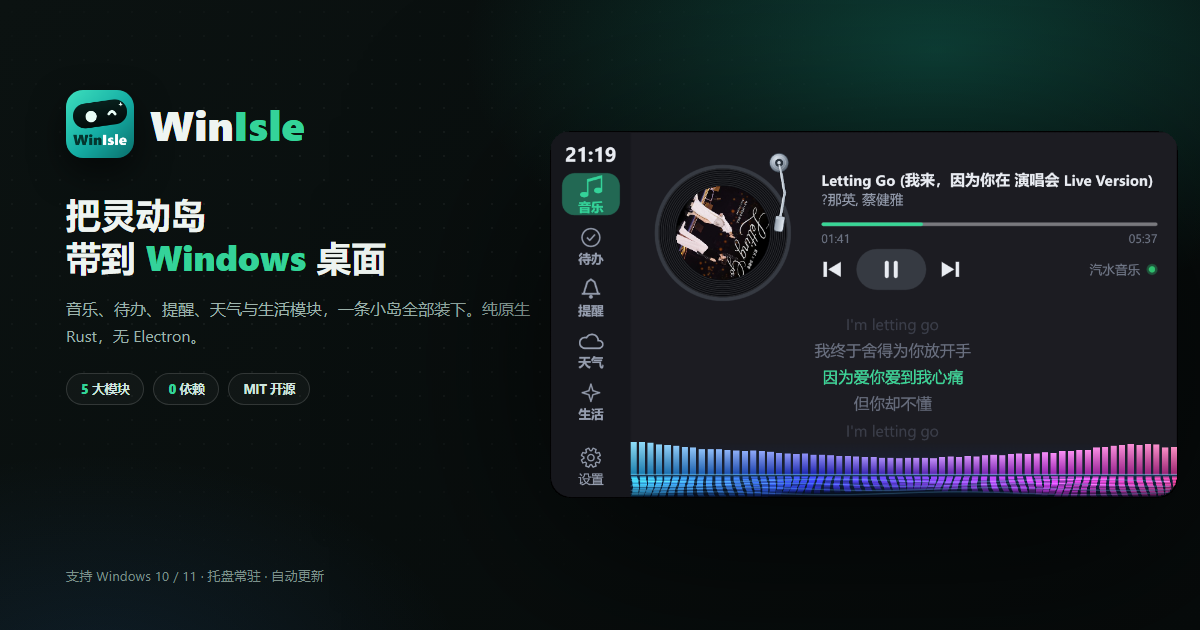 WinIsle
WinIsle
把灵动岛
带到 Windows 桌面
音乐、待办、提醒、天气与生活模块，一条小岛全部装下。纯原生
Rust，无 Electron。
5 大模块
0 依赖
MIT 开源
支持 Windows 10 / 11 · 托盘常驻 · 自动更新
21:19
音乐
待办
提醒
天气
生活
设置
Letting Go
Letting Go (我来，因为你在 演唱会 Live Version)
?那英, 蔡健雅
01:41
05:37
汽水音乐
I'm letting go
我终于舍得为你放开手
因为爱你爱到我心痛
但你却不懂
I'm letting go